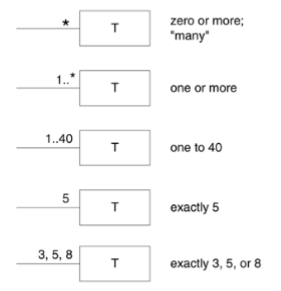 * T zero or more;
"many"
1..* T one or more
1..40 T one to 40
5 T exactly 5
3, 5, 8 T exactly 3, 5, or 8